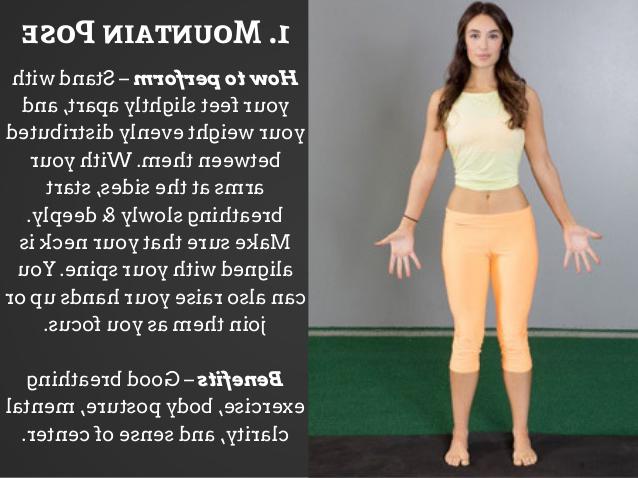 1. Mountain Pose
How to perform – Stand with
your feet slightly apart, and
your weight evenly distributed
between them. With your
arms at the sides, start
breathing slowly & deeply.
Make sure that your neck is
aligned with your spine. You
can also raise your hands up or
join them as you focus.
Benefits – Good breathing
exercise, body posture, mental
clarity, and sense of center.